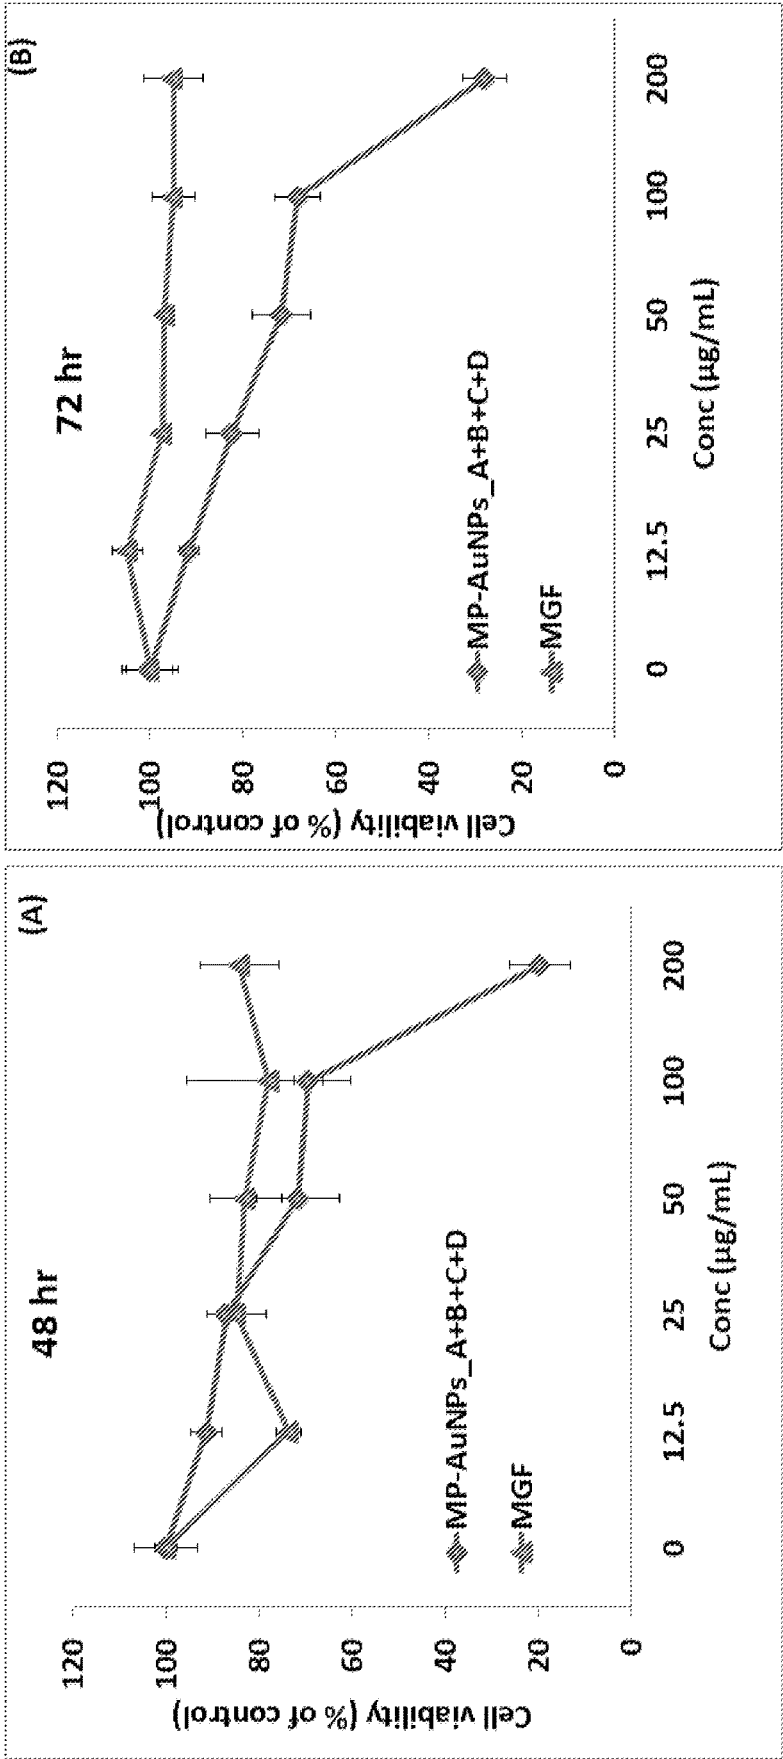 (A)
48 hr
Cell viability (% of control)
120
100
80
60
40
20
0
MP-AuNPs_A+B+C+D
MGF
0 12.5 25 50 100 200
Conc (µg/mL)
(B)
72 hr
Cell viability (% of control)
120
100
80
60
40
20
0
MP-AuNPs_A+B+C+D
MGF
0 12.5 25 50 100 200
Conc (µg/mL)